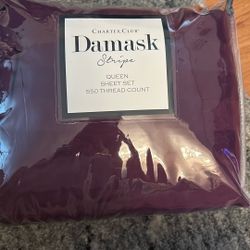 CHARTER CLUB
Damask
Stripe
QUEEN
SHEET SET
550 THREAD COUNT